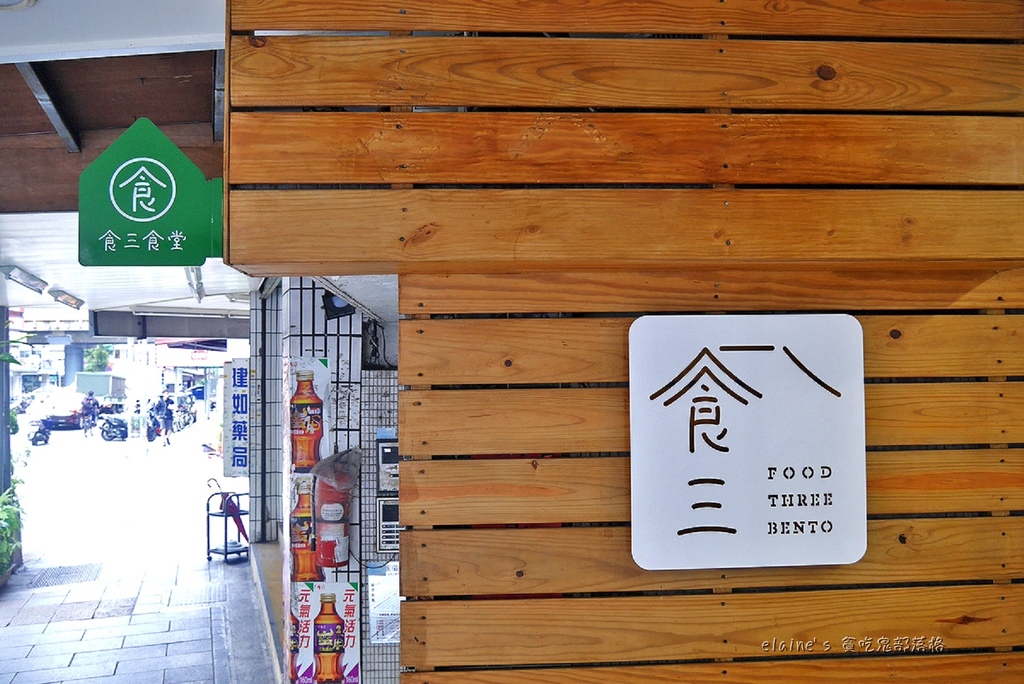 食
食三食堂
建如藥局
食
三
FOOD
THREE
BENTO
元氣活力
元氣活力
elaine's 貪吃鬼部落格